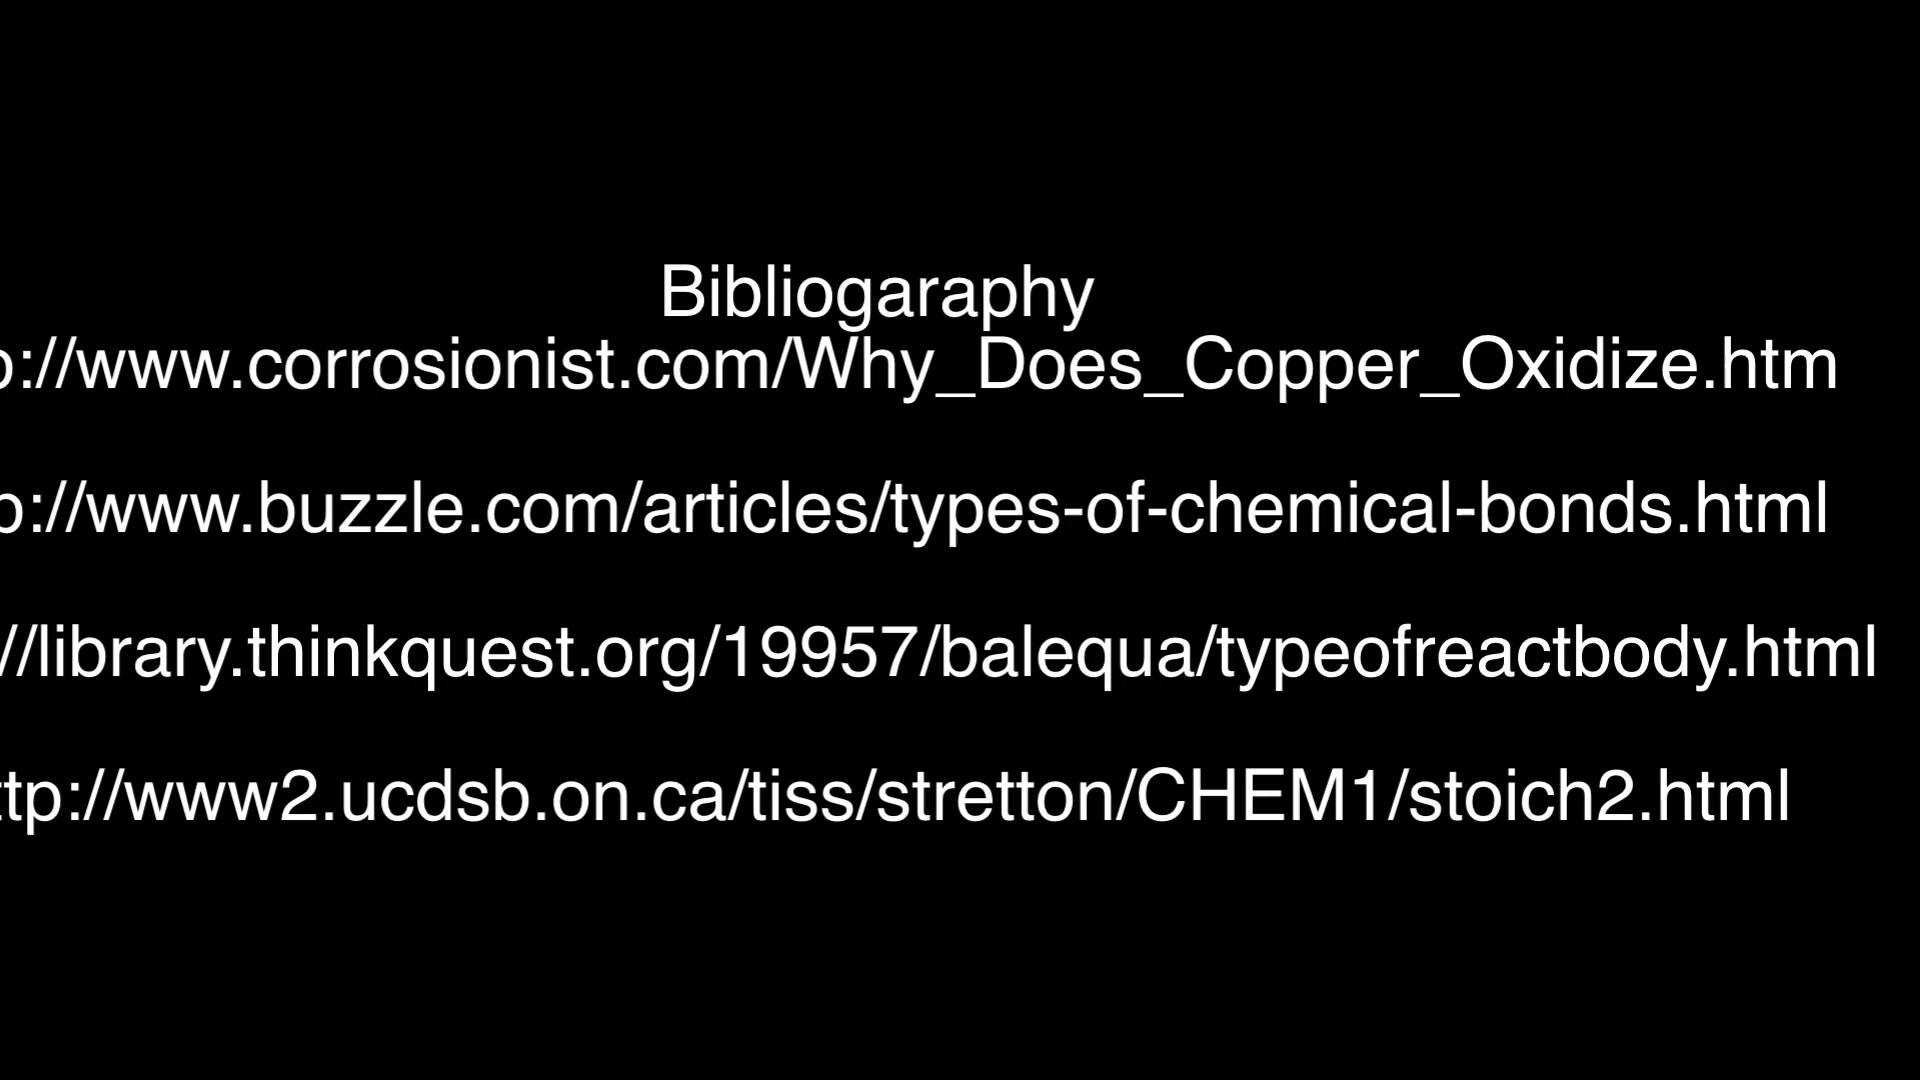 Bibliogaraphy
p://www.corrosionist.com/Why_Does_Copper_Oxidize.htm
p://www.buzzle.com/articles/types-of-chemical-bonds.html
//library.thinkquest.org/19957/balequa/typeofreactbody.html
ttp://www2.ucdsb.on.ca/tiss/stretton/CHEM1/stoich2.html